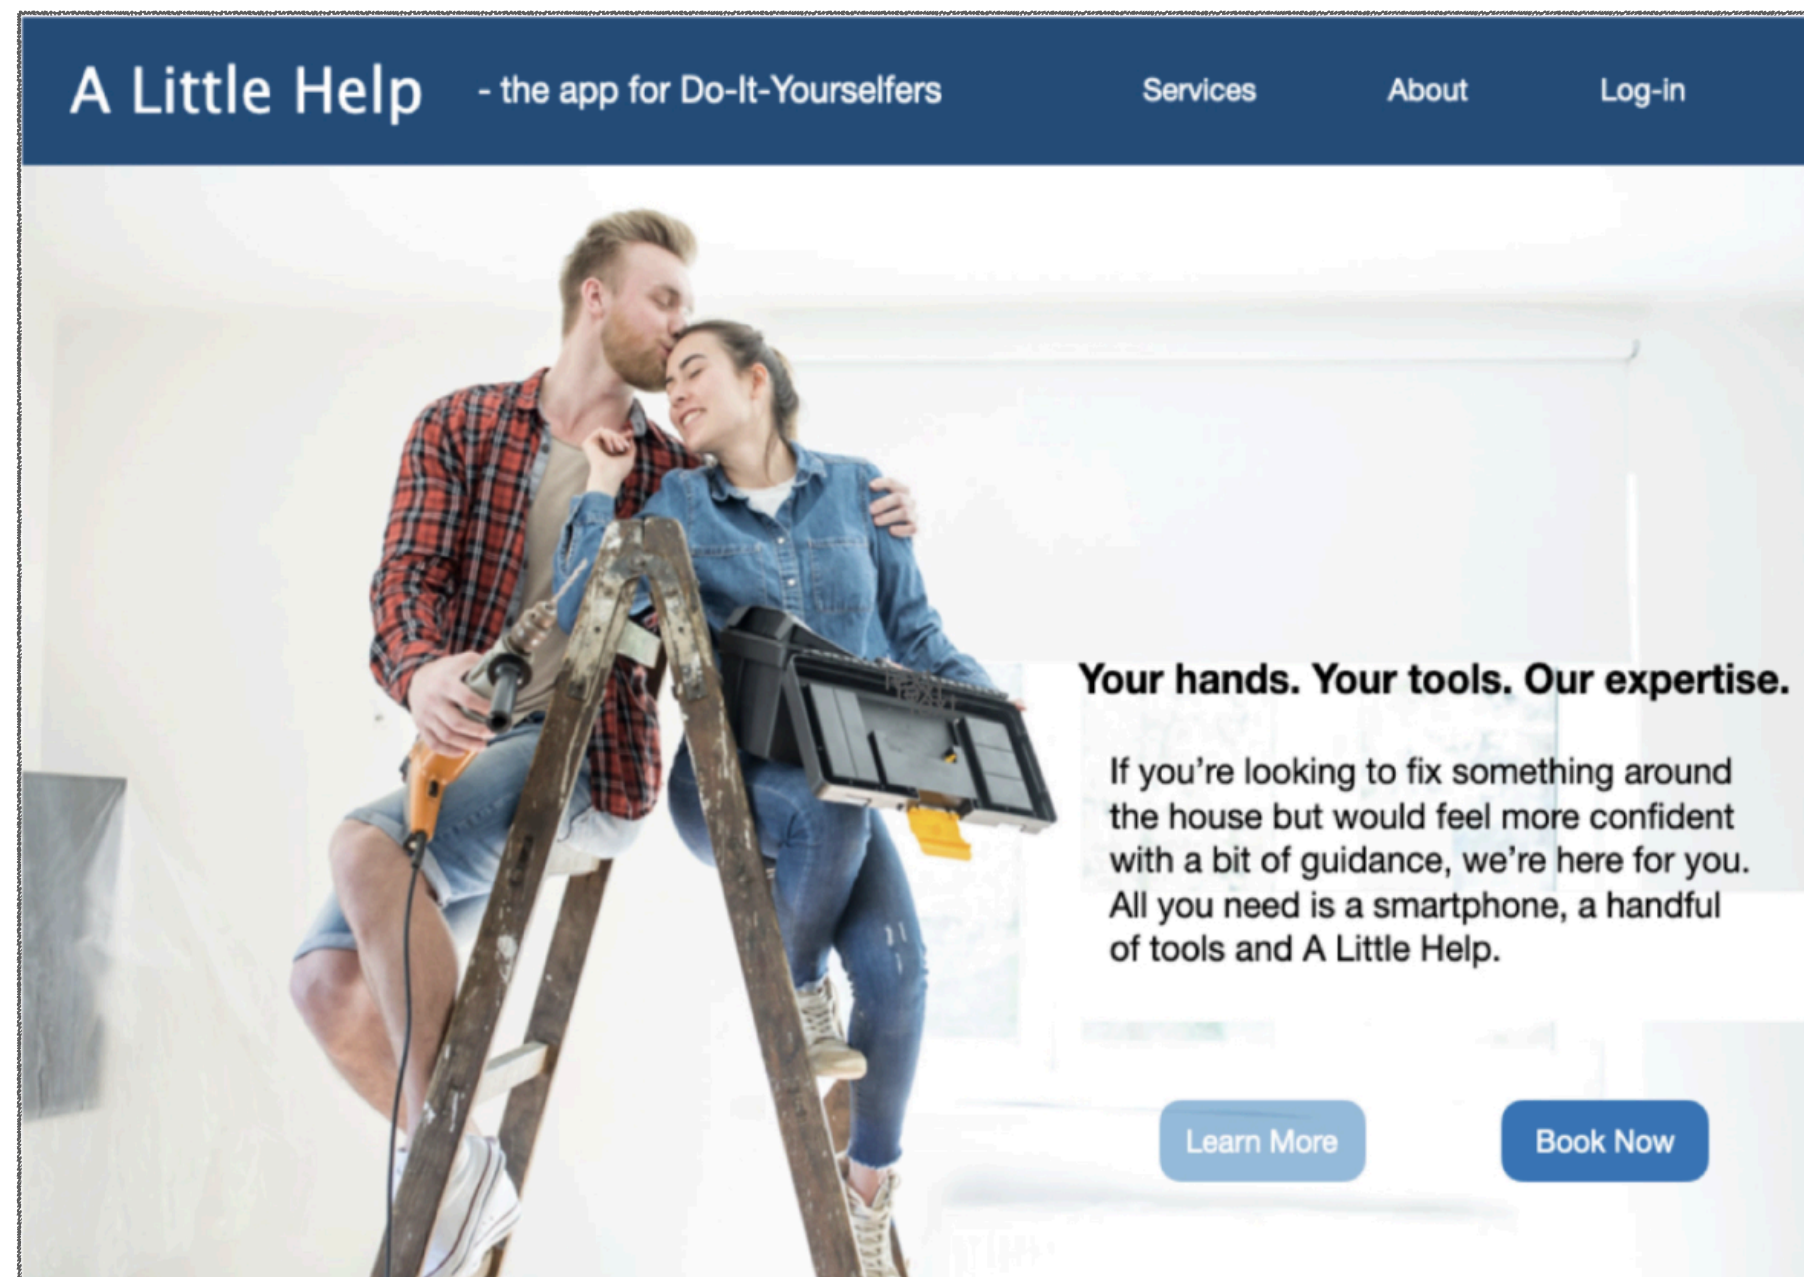 A Little Help - the app for Do-It-Yourselfers Services About Log-in
Your hands. Your tools. Our expertise.
If you're looking to fix something around
the house but would feel more confident
with a bit of guidance, we're here for you.
All you need is a smartphone, a handful
of tools and A Little Help.
Learn More Book Now